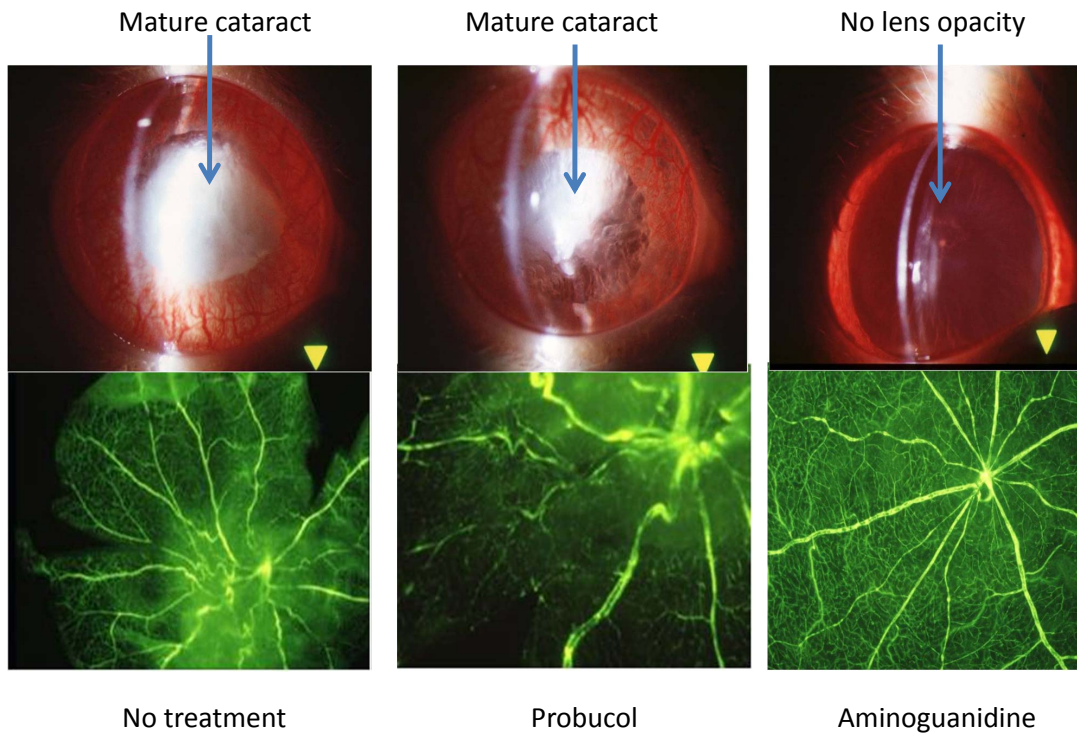 Mature cataract
Mature cataract
No lens opacity
No treatment
Probucol
Aminoguanidine